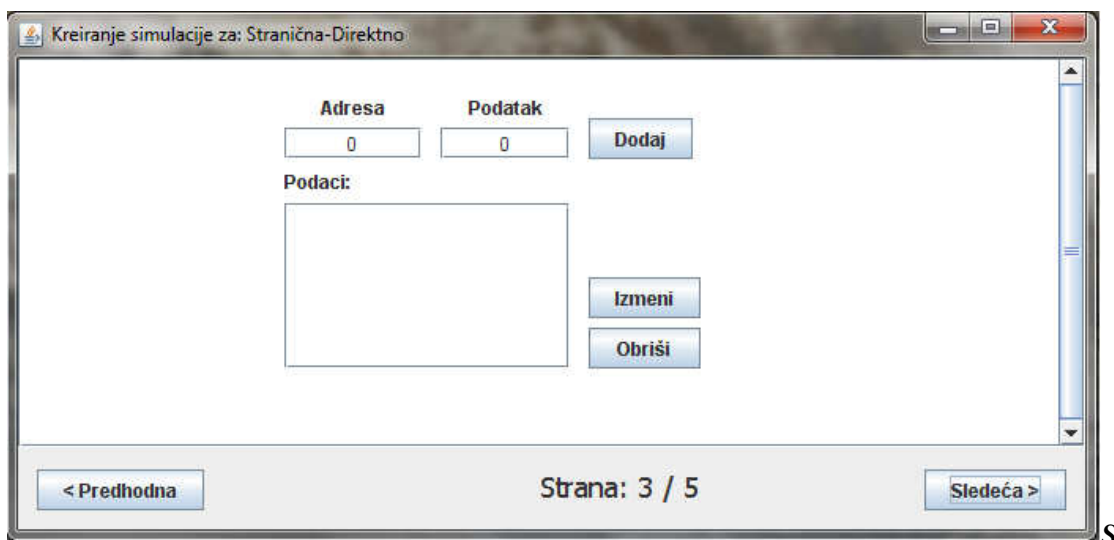 Kreiranje simulacije za: Stranična-Direktno
Adresa Podatak
0 0 Dodaj
Podaci:
Izmeni
Obriši
< Predhodna Strana: 3 / 5 Sledeća >
S